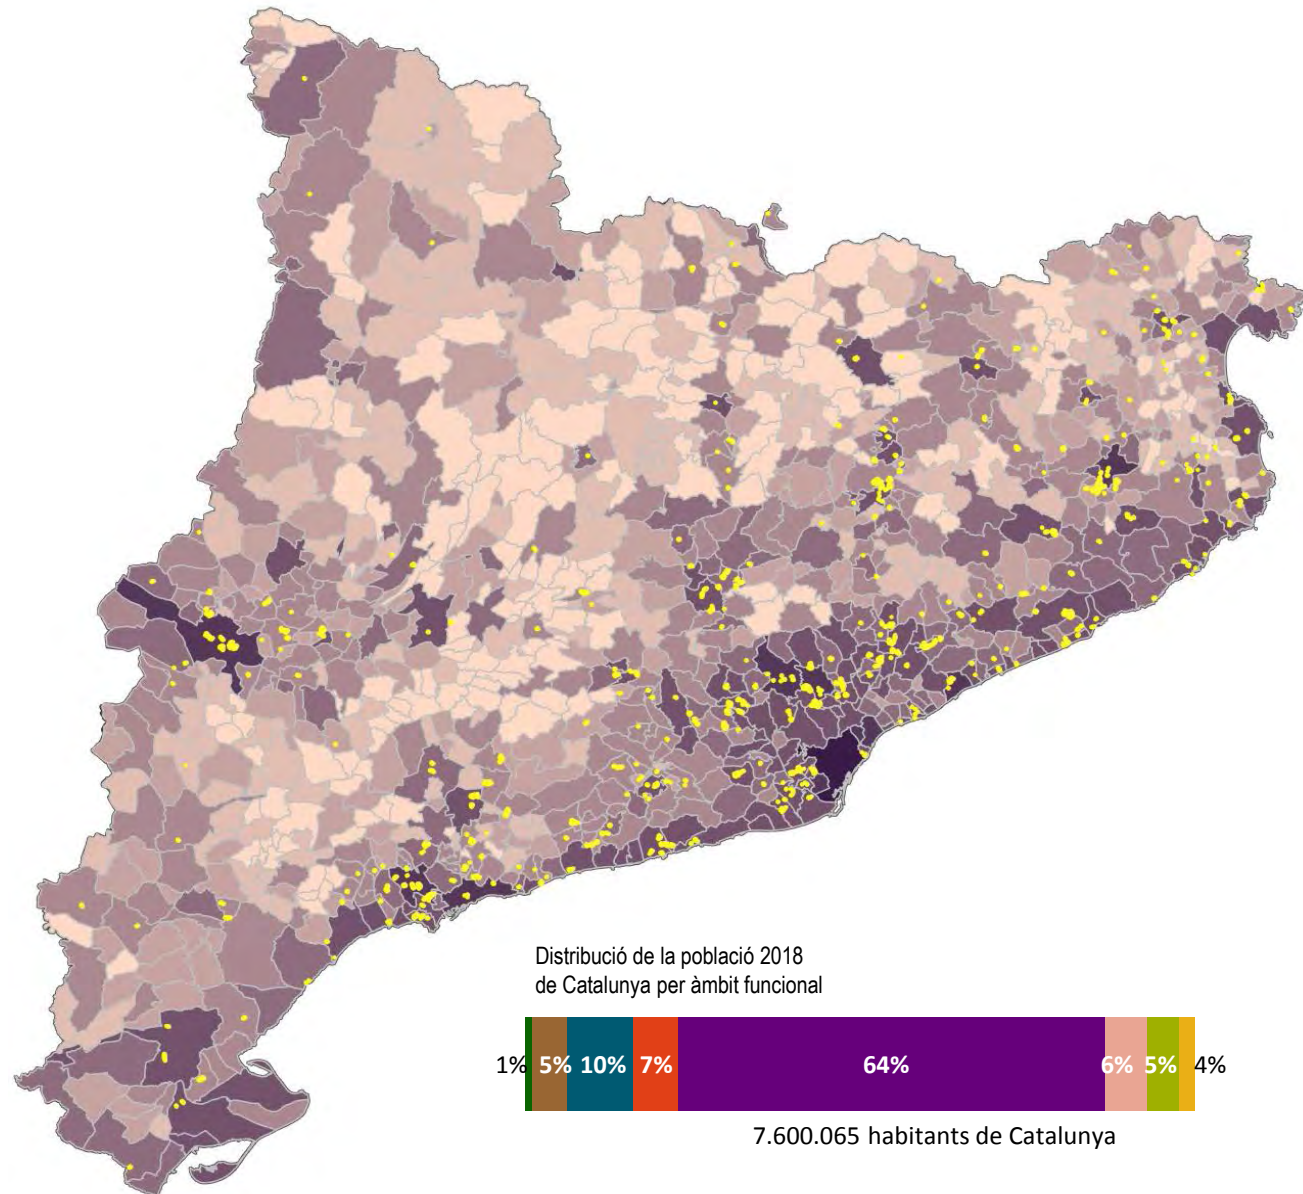 Distribució de la població 2018
de Catalunya per àmbit funcional
1% 5% 10% 7% 64% 6% 5% 4%
7.600.065 habitants de Catalunya